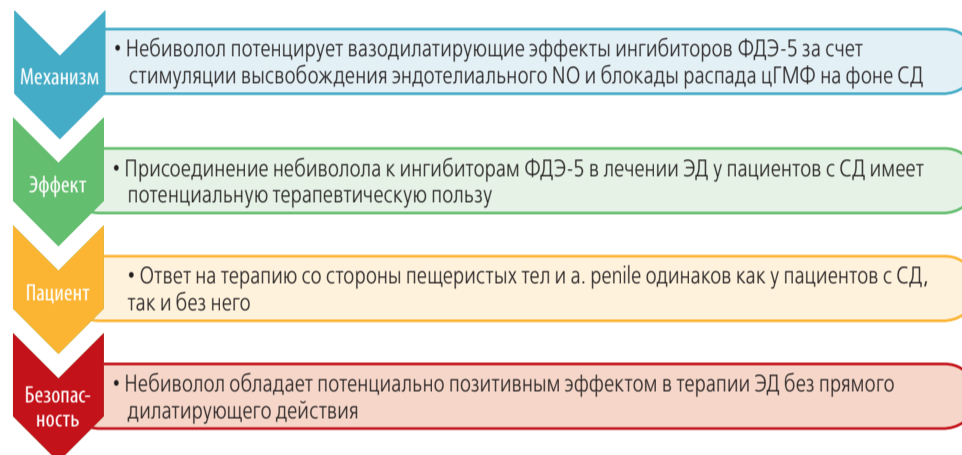 Механизм
• Небиволол потенцирует вазодилатирующие эффекты ингибиторов ФДЭ-5 за счет
стимуляции высвобождения эндотелиального NO и блокады распада цГМФ на фоне СД
Эффект
• Присоединение небиволола к ингибиторам ФДЭ-5 в лечении ЭД у пациентов с СД имеет
потенциальную терапевтическую пользу
Пациент
• Ответ на терапию со стороны пещеристых тел и a. penile одинаков как у пациентов с СД,
так и без него
Безопас-
ность
• Небиволол обладает потенциально позитивным эффектом в терапии ЭД без прямого
дилатирующего действия